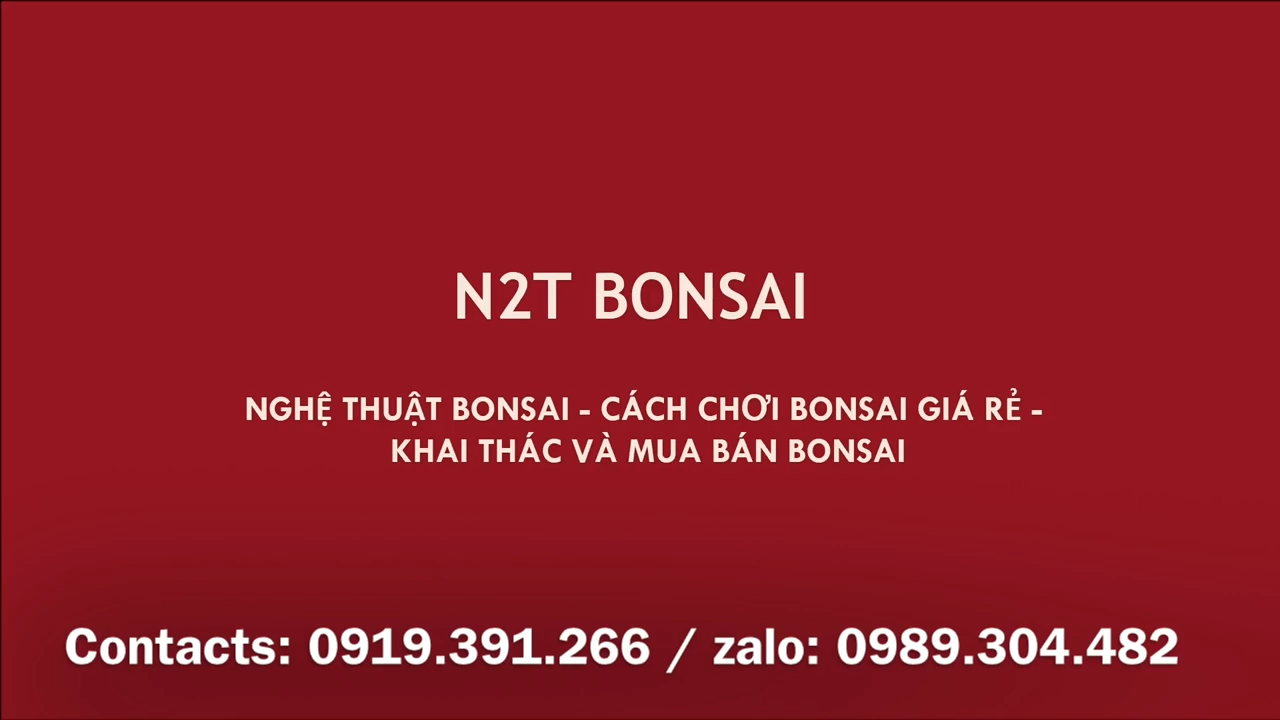 N2T BONSAI
NGHỆ THUẬT BONSAI - CÁCH CHƠI BONSAI GIÁ RẺ -
KHAI THÁC VÀ MUA BÁN BONSAI
Contacts: 0919.391.266 / zalo: 0989.304.482